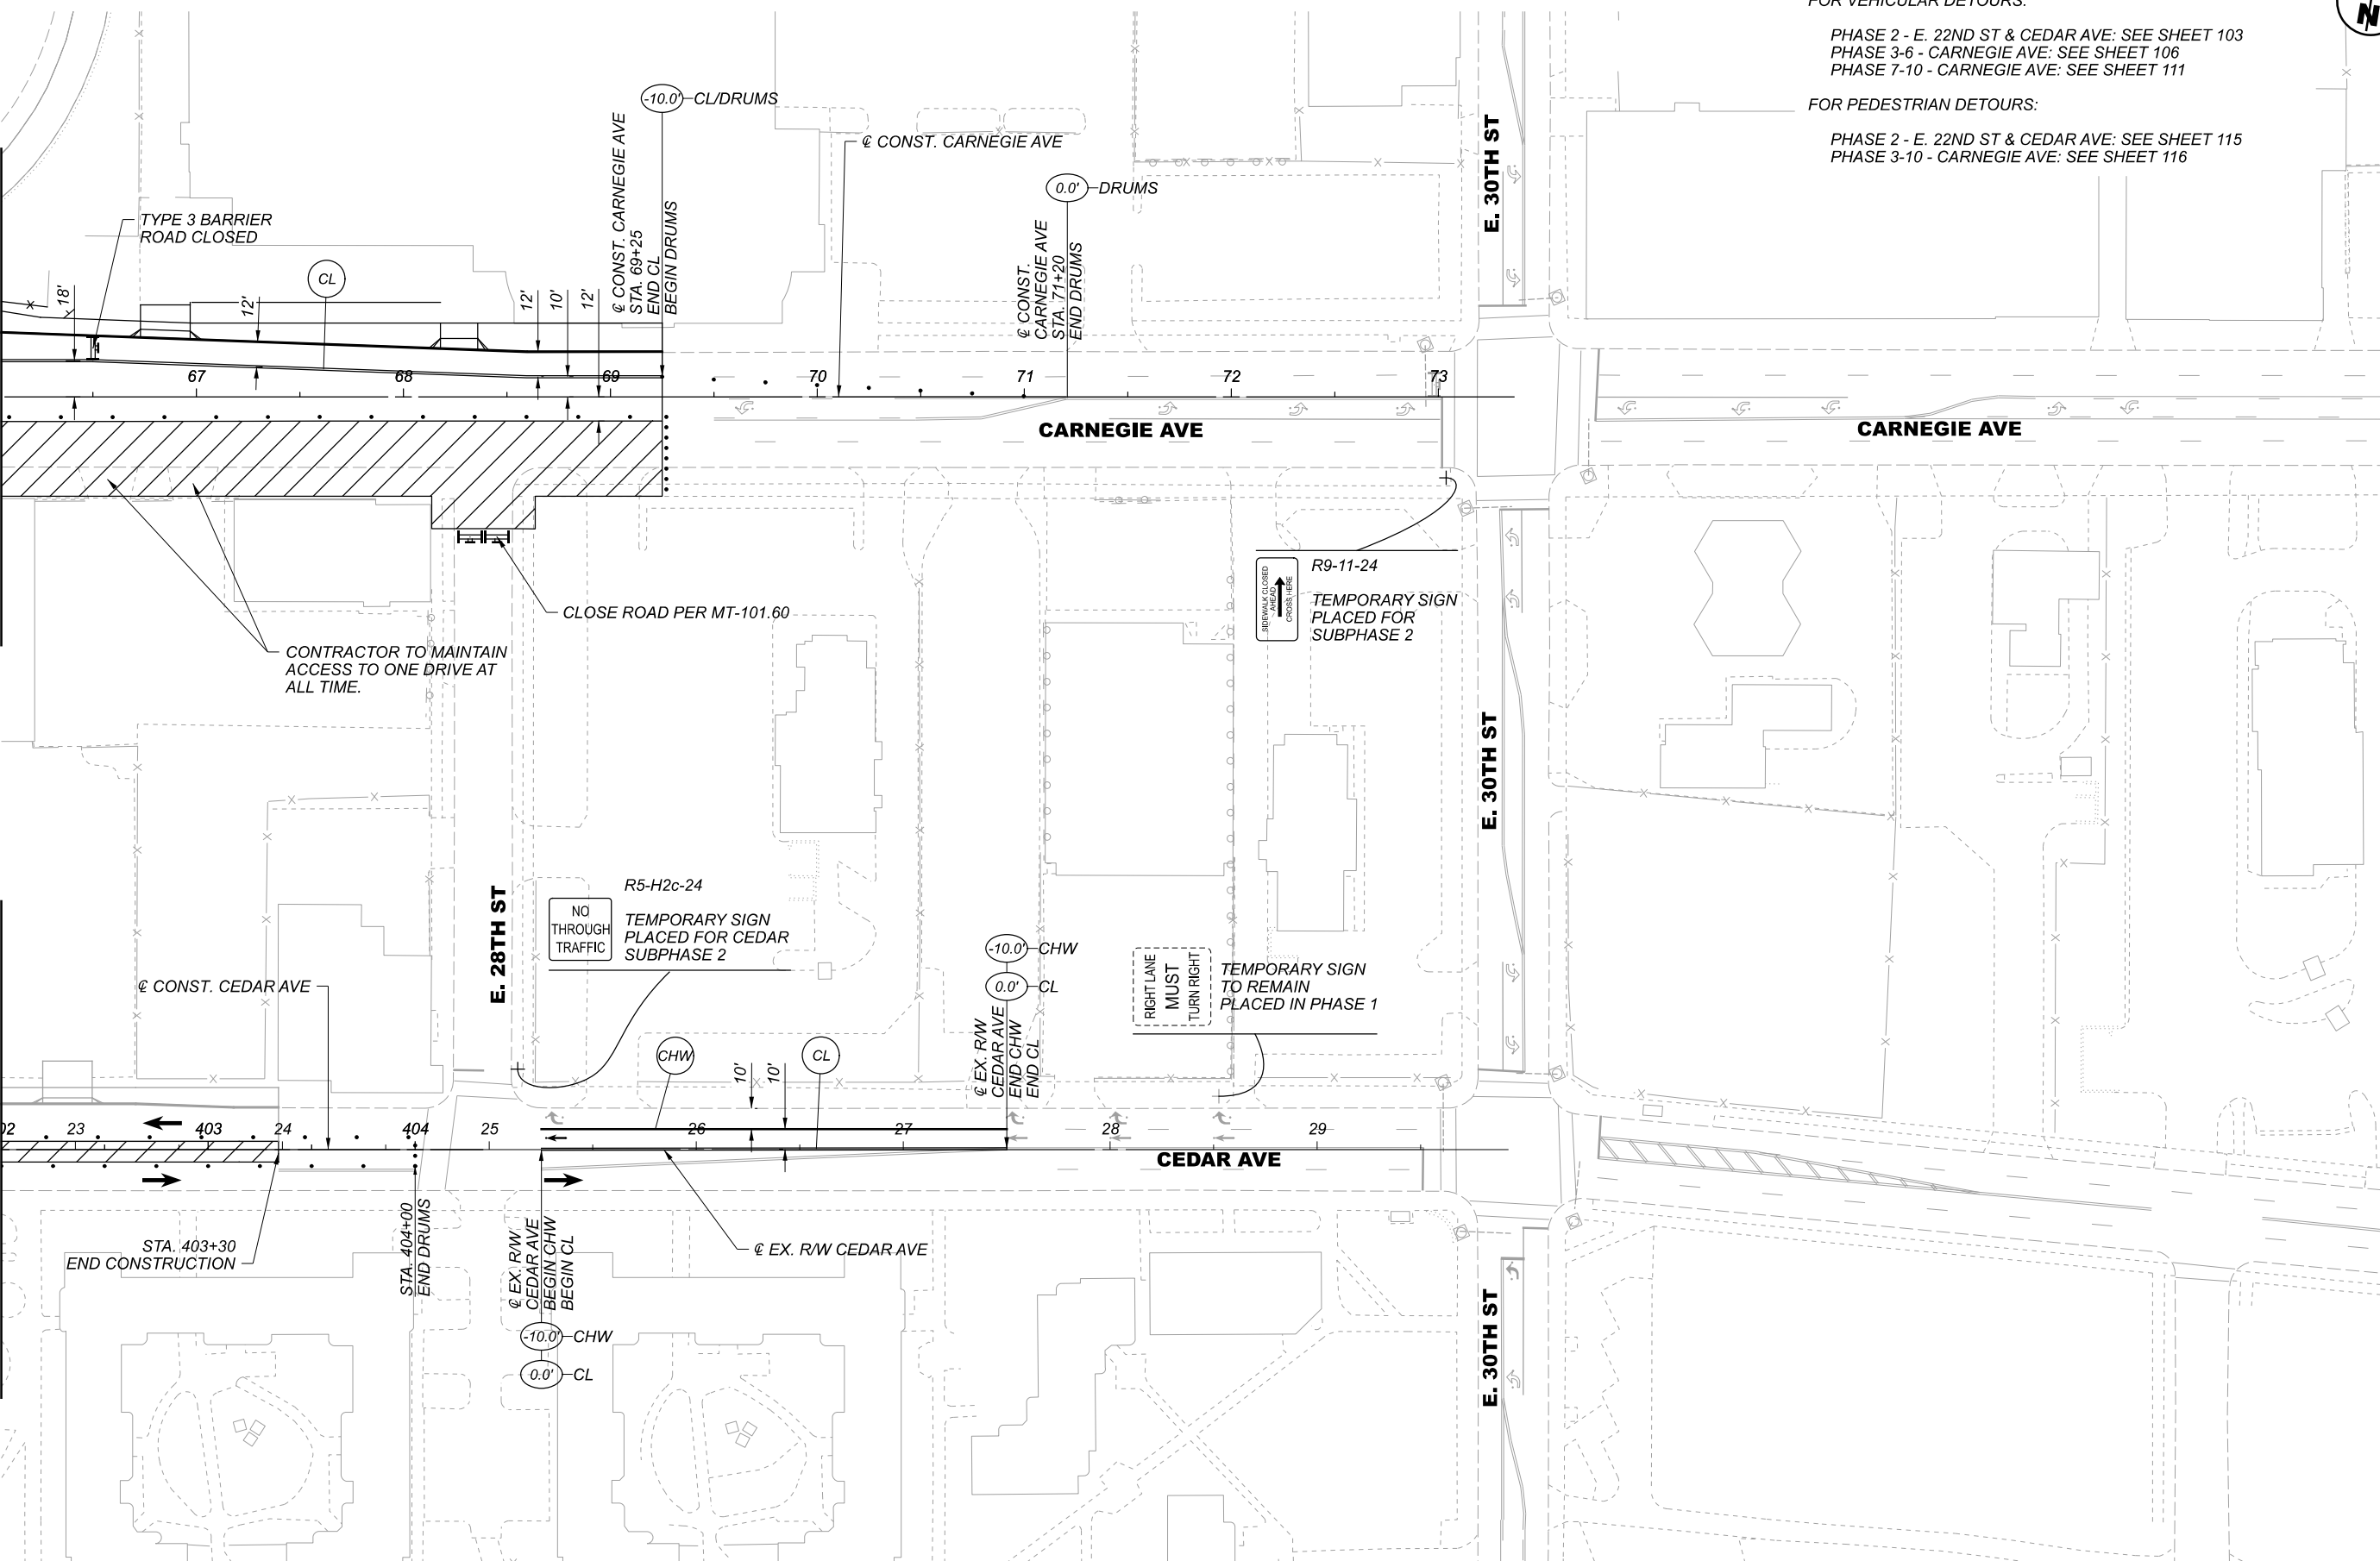 FOR VEHICULAR DETOURS:
PHASE 2 - E. 22ND ST & CEDAR AVE: SEE SHEET 103
PHASE 3-6 - CARNEGIE AVE: SEE SHEET 106
PHASE 7-10 - CARNEGIE AVE: SEE SHEET 111
FOR PEDESTRIAN DETOURS:
PHASE 2 - E. 22ND ST & CEDAR AVE: SEE SHEET 115
PHASE 3-10 - CARNEGIE AVE: SEE SHEET 116
N
-10.0' CL/DRUMS
℄ CONST. CARNEGIE AVE
STA. 69+25
END CL
BEGIN DRUMS
℄ CONST. CARNEGIE AVE
0.0' DRUMS
℄ CONST.
CARNEGIE AVE
STA. 71+20
END DRUMS
E. 30TH ST
TYPE 3 BARRIER
ROAD CLOSED
CL
18'
12'
12'
10'
12'
67
68
69
70
71
72
73
CARNEGIE AVE
CARNEGIE AVE
CLOSE ROAD PER MT-101.60
CONTRACTOR TO MAINTAIN
ACCESS TO ONE DRIVE AT
ALL TIME.
SIDEWALK CLOSED
AHEAD
CROSS HERE
R9-11-24
TEMPORARY SIGN
PLACED FOR
SUBPHASE 2
E. 30TH ST
E. 28TH ST
NO
THROUGH
TRAFFIC
R5-H2c-24
TEMPORARY SIGN
PLACED FOR CEDAR
SUBPHASE 2
℄ CONST. CEDAR AVE
-10.0' CHW
0.0' CL
℄ EX. R/W
CEDAR AVE
END CHW
END CL
RIGHT LANE
MUST
TURN RIGHT
TEMPORARY SIGN
TO REMAIN
PLACED IN PHASE 1
CHW
10'
10'
CL
02
23
403
24
404
25
26
27
28
29
CEDAR AVE
STA. 403+30
END CONSTRUCTION
STA. 404+00
END DRUMS
℄ EX. R/W
CEDAR AVE
BEGIN CHW
BEGIN CL
℄ EX. R/W CEDAR AVE
-10.0' CHW
0.0' CL
E. 30TH ST